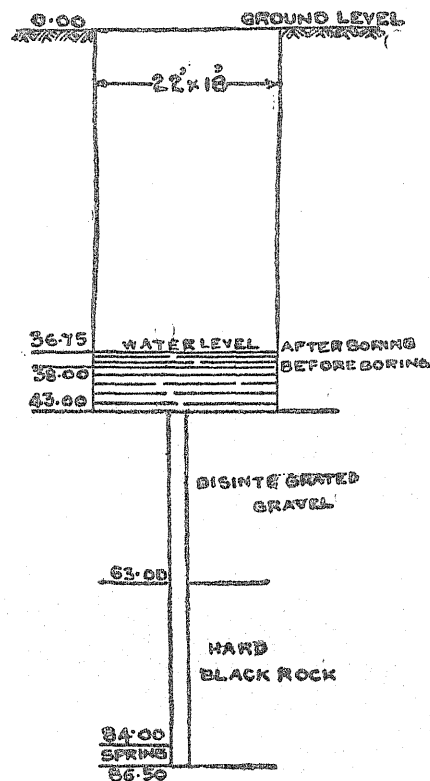 0.00 GROUND LEVEL
22'x18'
36.75 WATER LEVEL AFTER BORING
38.00 BEFORE BORING
43.00
DISINTEGRATED
GRAVEL
63.00
HARD
BLACK ROCK
84.00
SPRING
86.50